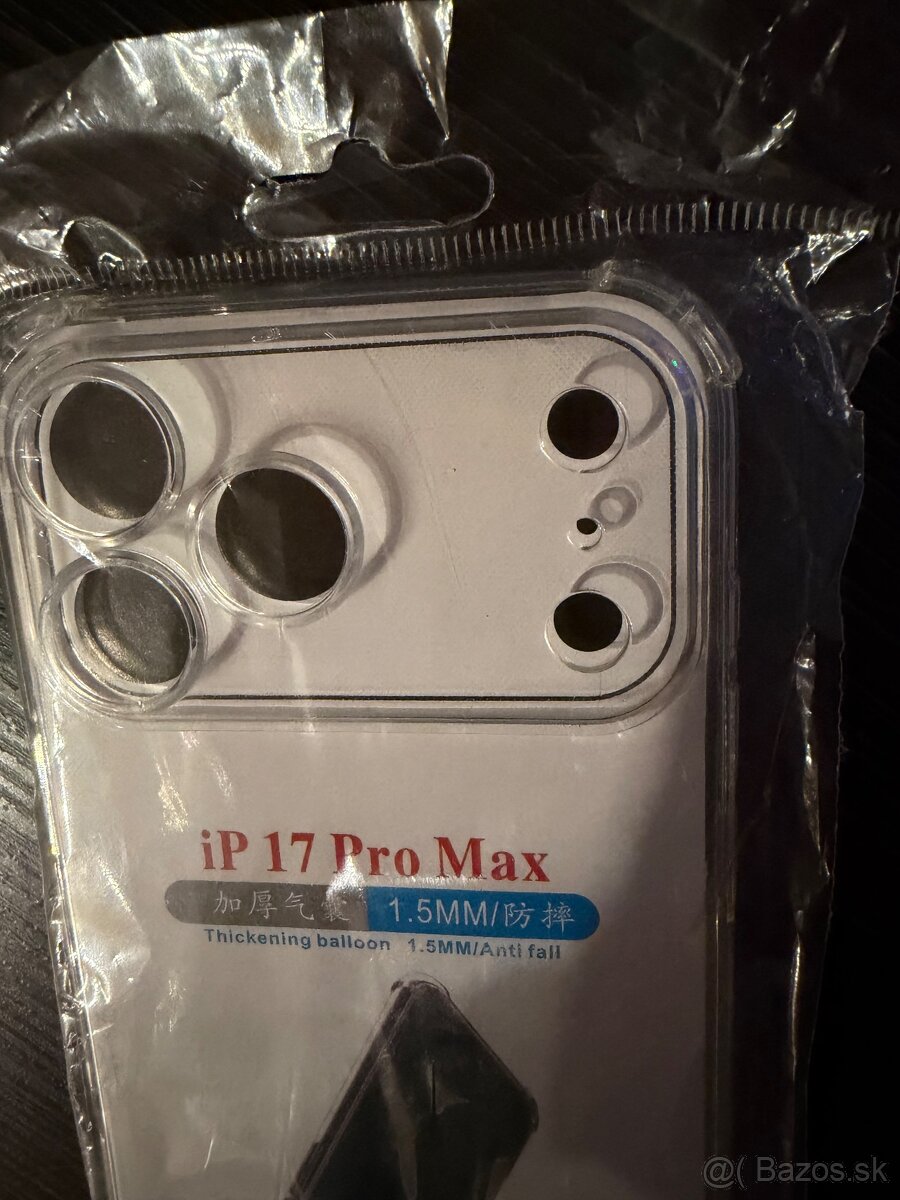 iP 17 Pro Max
加厚气囊 1.5MM/防摔
Thickening balloon 1.5MM/Anti fall
@( Bazos.sk